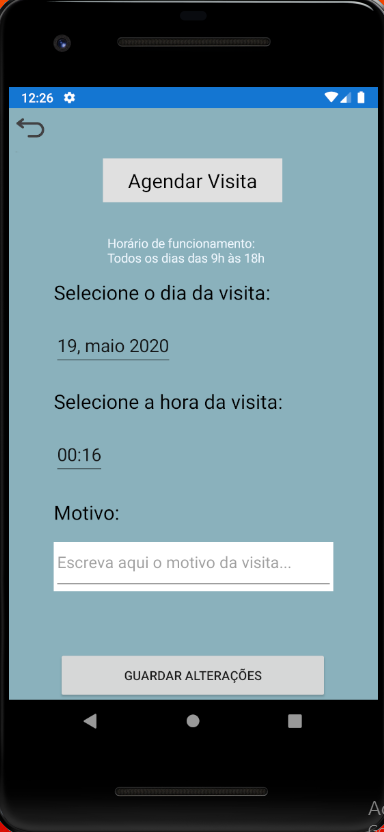 12:26
Agendar Visita
Horário de funcionamento:
Todos os dias das 9h às 18h
Selecione o dia da visita:
19, maio 2020
Selecione a hora da visita:
00:16
Motivo:
Escreva aqui o motivo da visita...
GUARDAR ALTERAÇÕES